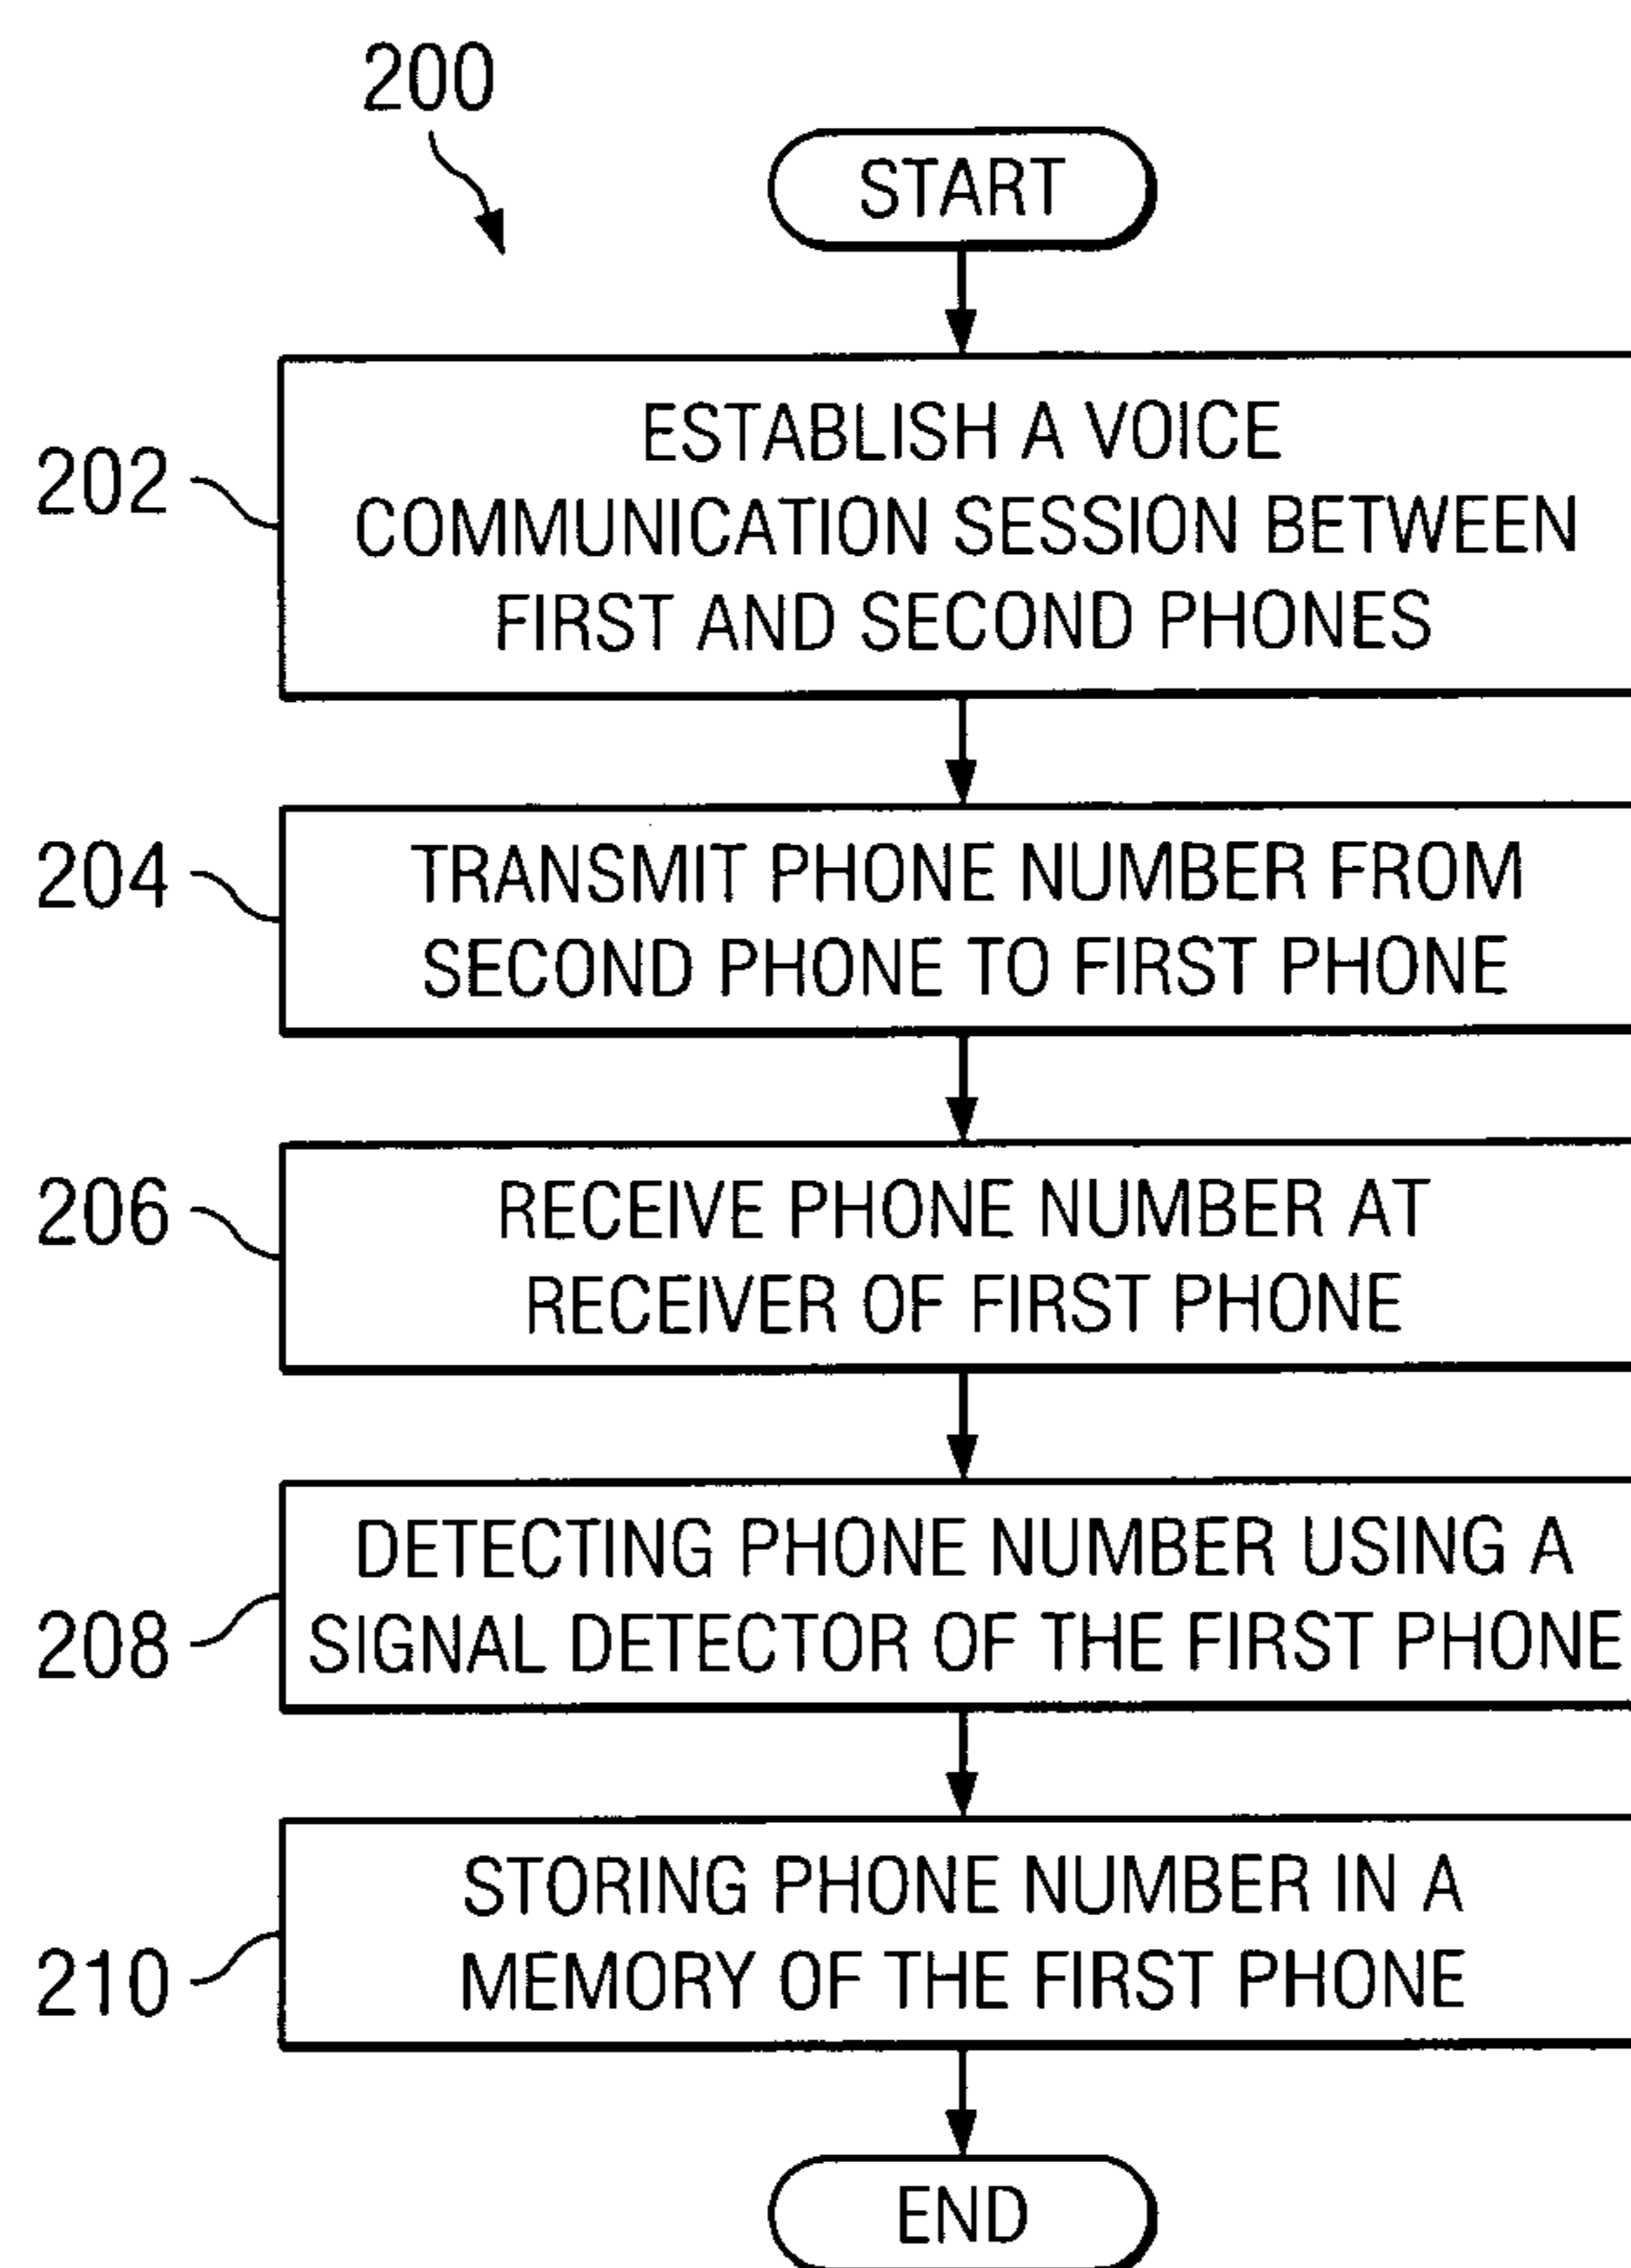 200
START
202
ESTABLISH A VOICE
COMMUNICATION SESSION BETWEEN
FIRST AND SECOND PHONES
204
TRANSMIT PHONE NUMBER FROM
SECOND PHONE TO FIRST PHONE
206
RECEIVE PHONE NUMBER AT
RECEIVER OF FIRST PHONE
208
DETECTING PHONE NUMBER USING A
SIGNAL DETECTOR OF THE FIRST PHONE
210
STORING PHONE NUMBER IN A
MEMORY OF THE FIRST PHONE
END